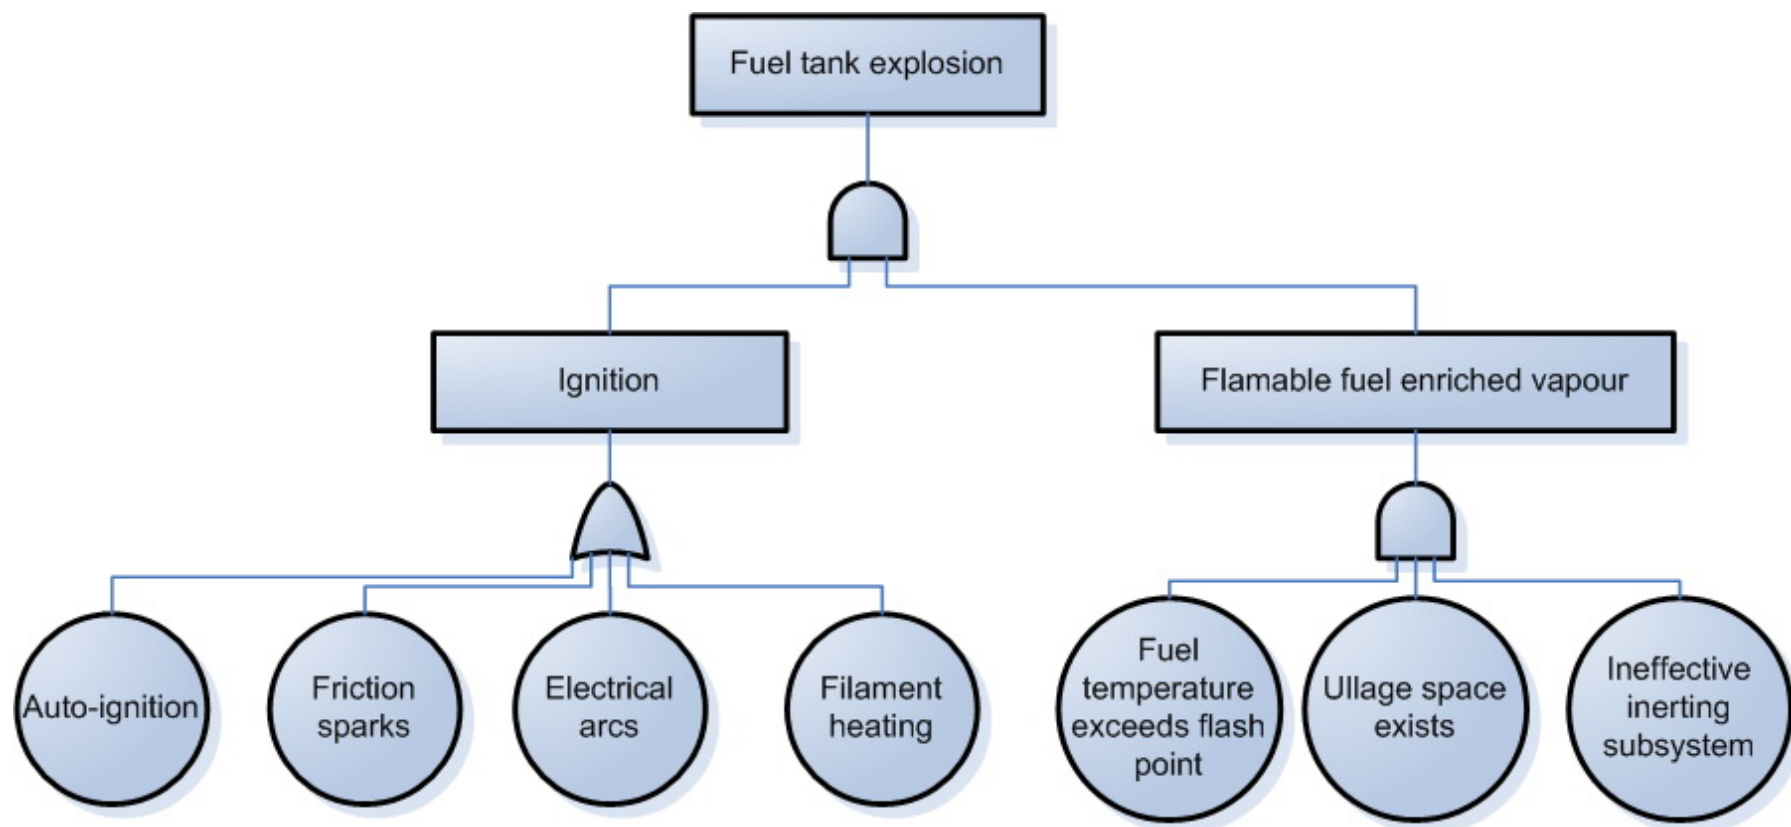 Fuel tank explosion
Ignition
Flamable fuel enriched vapour
Auto-ignition
Friction
sparks
Electrical
arcs
Filament
heating
Fuel
temperature
exceeds flash
point
Ullage space
exists
Ineffective
inerting
subsystem